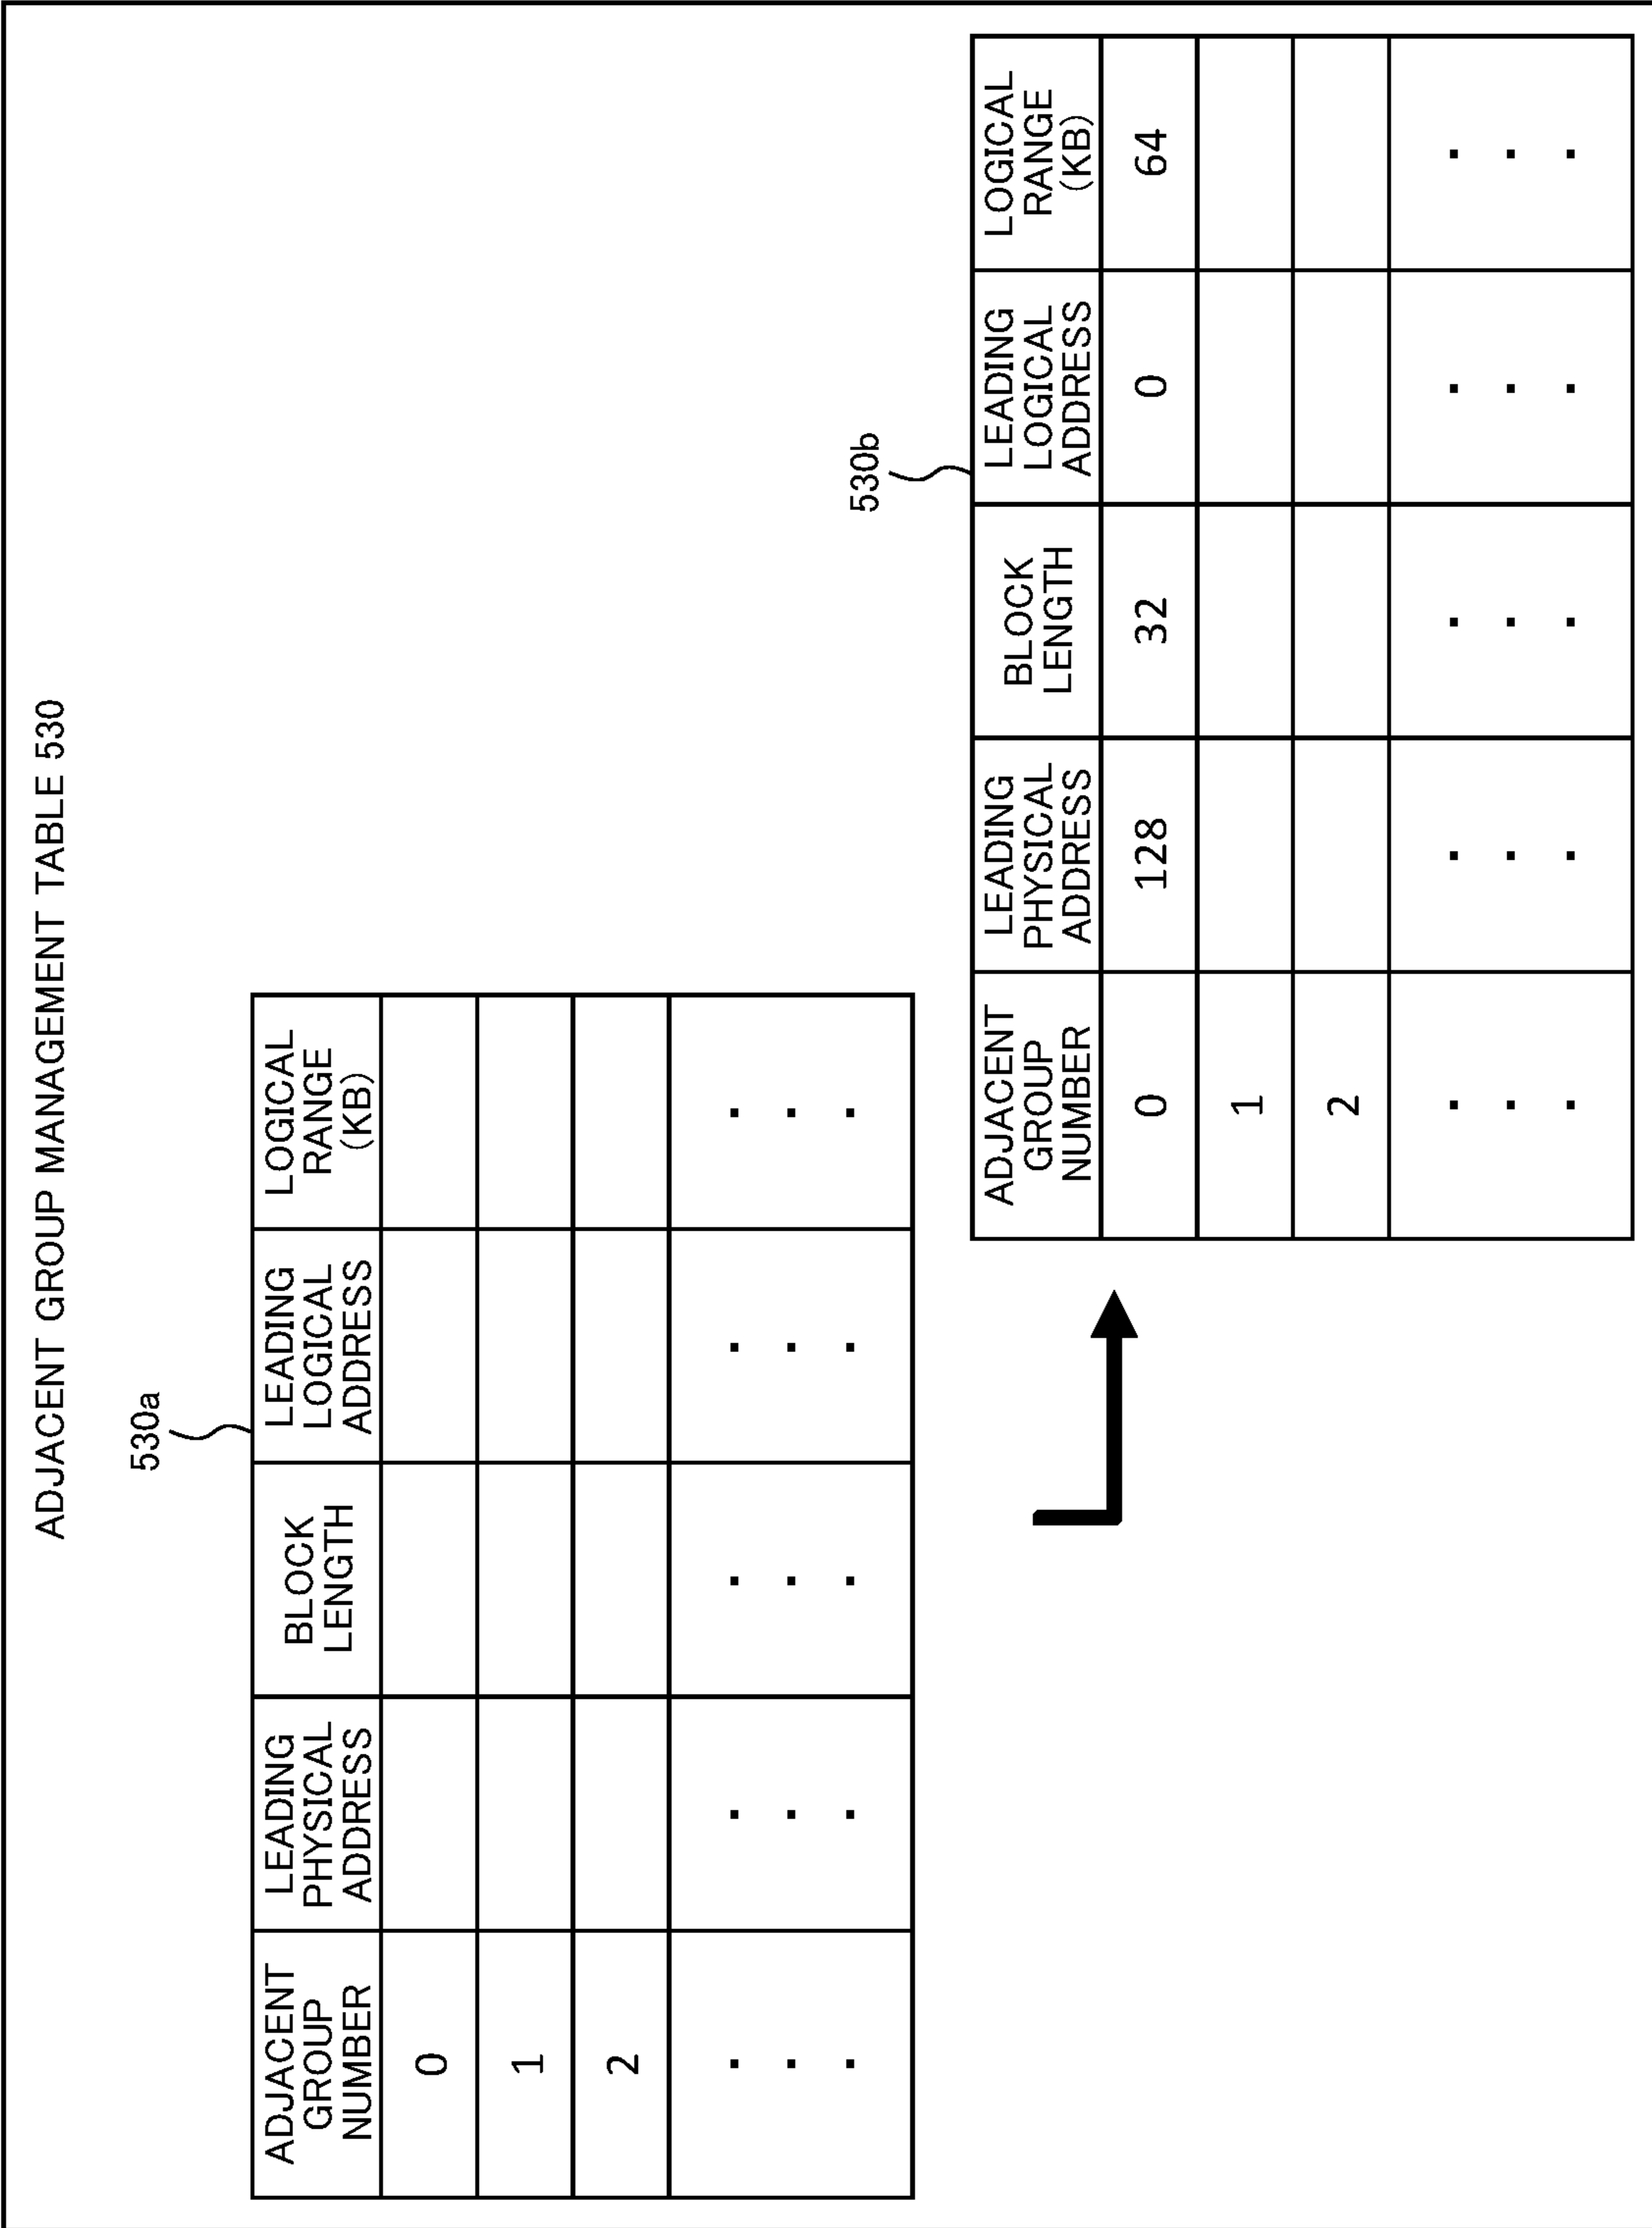 ADJACENT GROUP MANAGEMENT TABLE 530
530a
ADJACENT
GROUP
NUMBER
LEADING
PHYSICAL
ADDRESS
BLOCK
LENGTH
LEADING
LOGICAL
ADDRESS
LOGICAL
RANGE
(KB)
0
1
2
. . . . .
. . . . .
. . . . .
530b
ADJACENT
GROUP
NUMBER
LEADING
PHYSICAL
ADDRESS
BLOCK
LENGTH
LEADING
LOGICAL
ADDRESS
LOGICAL
RANGE
(KB)
0 128 32 0 64
1
2
. . . . .
. . . . .
. . . . .